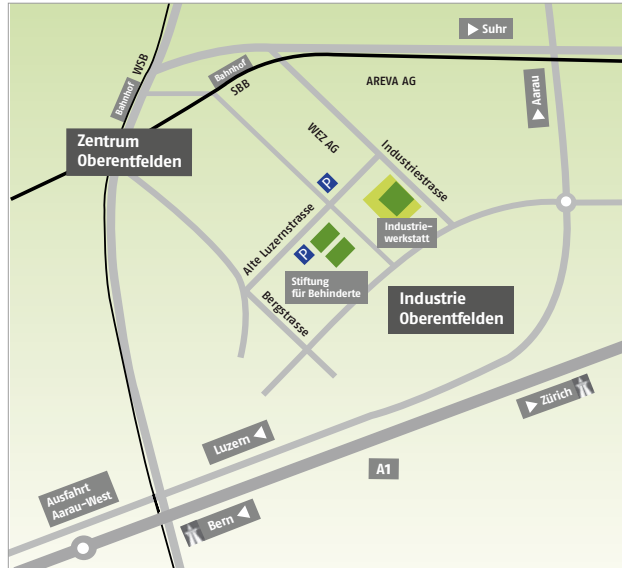 Suhr
WSB
Bahnhof
Bahnhof
SBB
AREVA AG
Aarau
Zentrum
Oberentfelden
WEZ AG
Industriestrasse
P
Alte Luzernstrasse
Industrie-
werkstatt
P
Stiftung
für Behinderte
Bergstrasse
Industrie
Oberentfelden
Zürich
Luzern
A1
Ausfahrt
Aarau-West
Bern